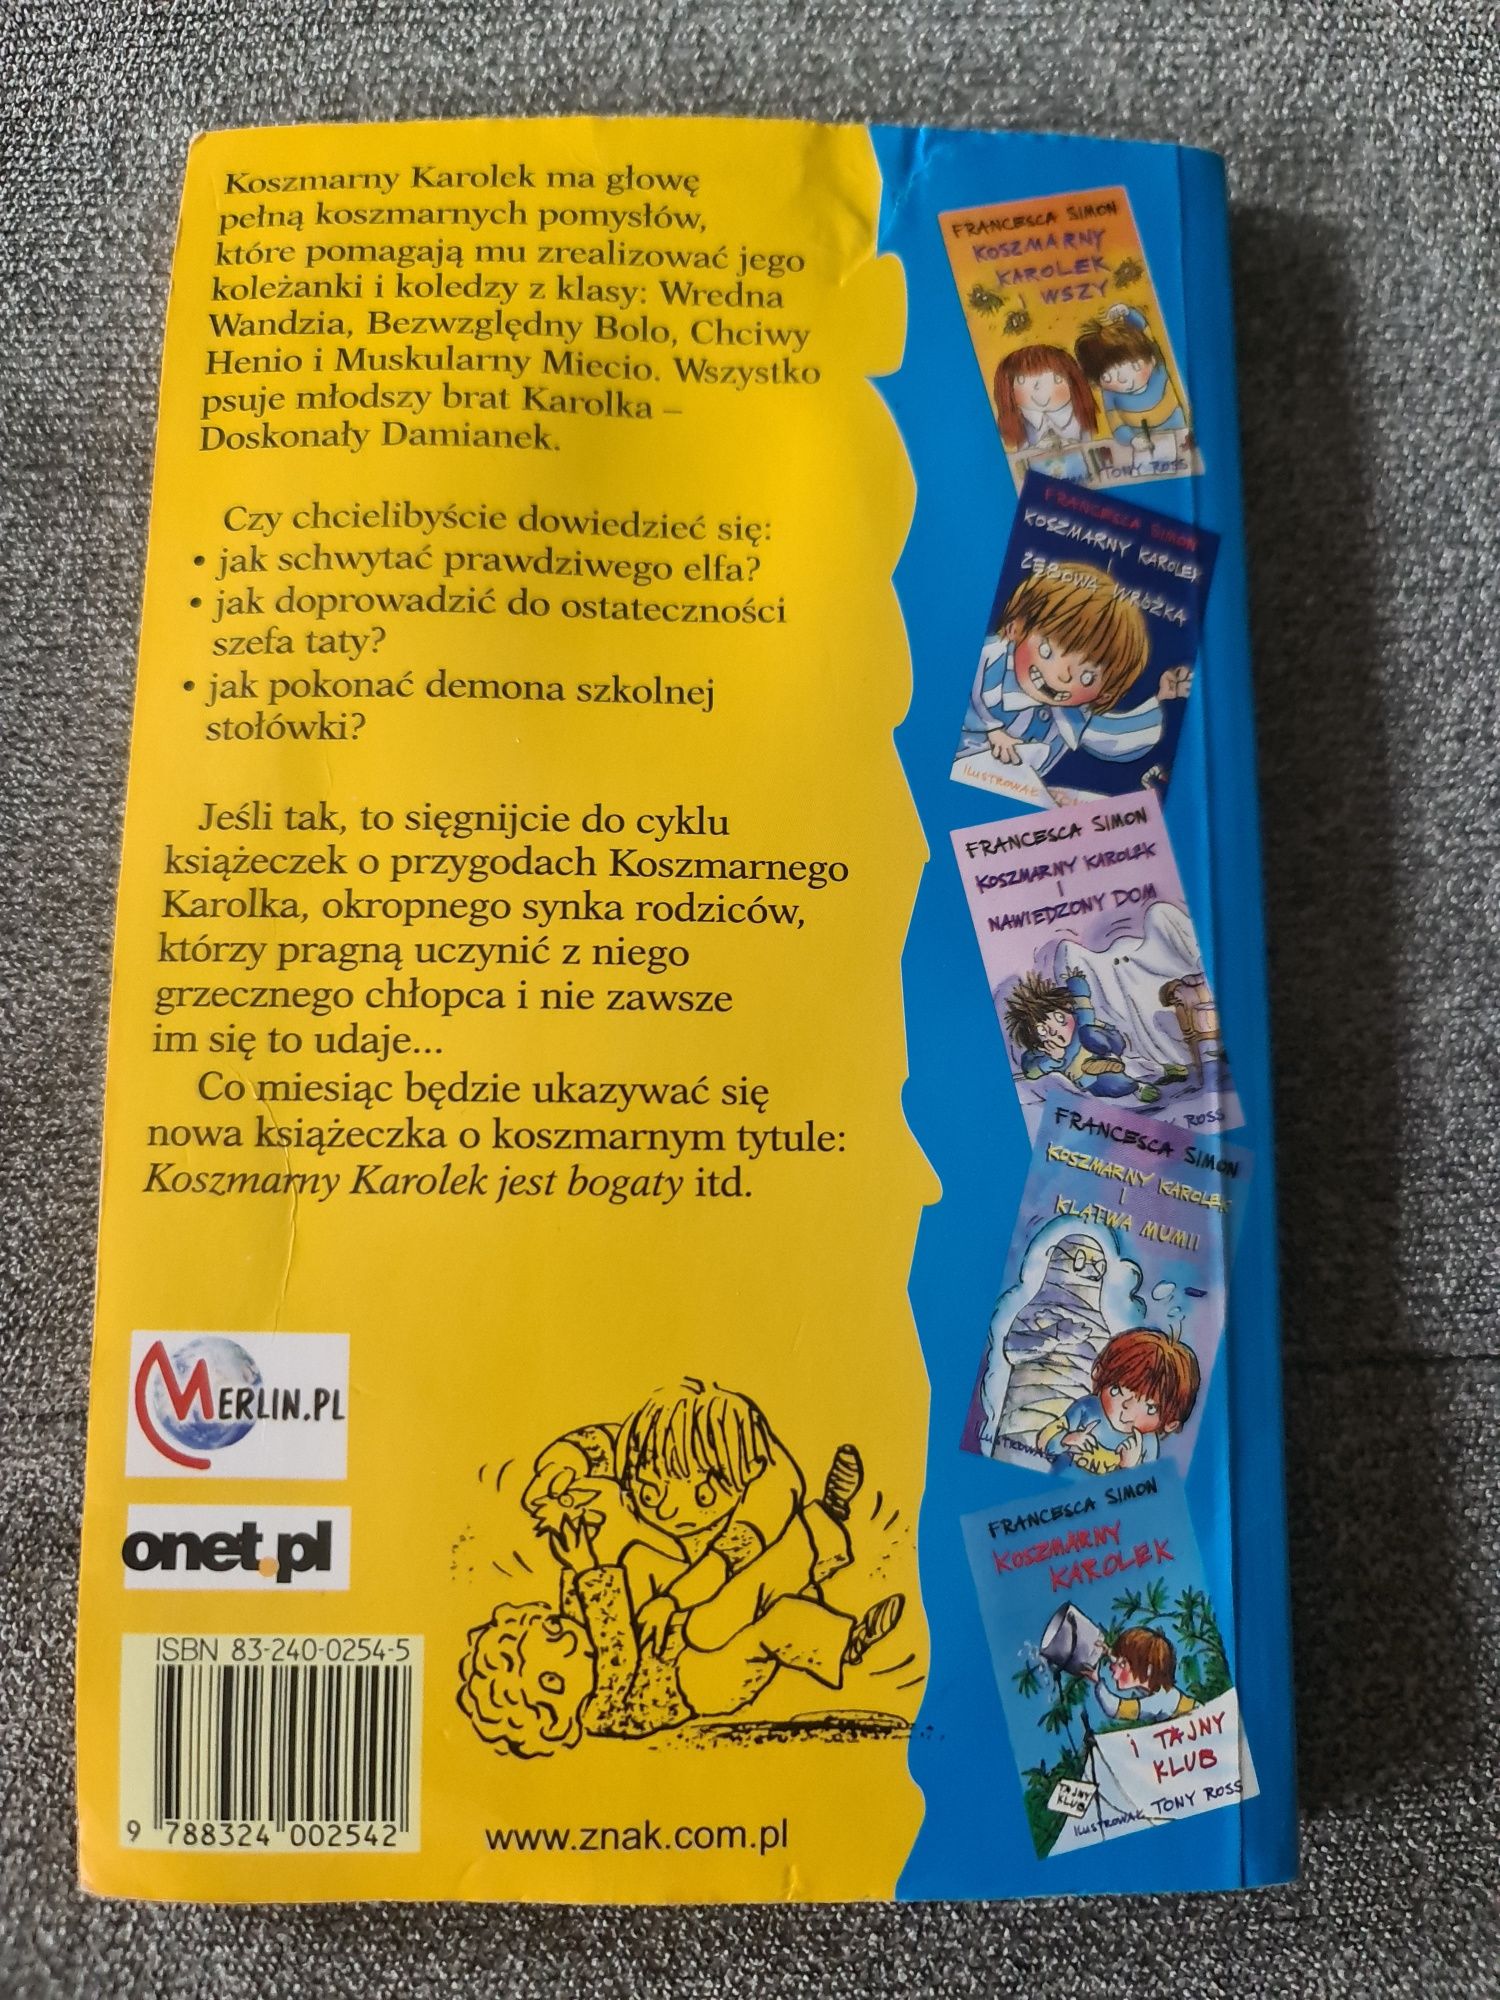 Koszmarny Karolek ma głowę
pełną koszmarnych pomysłów,
które pomagają mu zrealizować jego
koleżanki i koledzy z klasy: Wredna
Wandzia, Bezwzględny Bolo, Chciwy
Henio i Muskularny Miecio. Wszystko
psuje młodszy brat Karolka –
Doskonały Damianek.
Czy chcielibyście dowiedzieć się:
• jak schwytać prawdziwego elfa?
• jak doprowadzić do ostateczności
szefa taty?
• jak pokonać demona szkolnej
stołówki?
Jeśli tak, to sięgnijcie do cyklu
książeczek o przygodach Koszmarnego
Karolka, okropnego synka rodziców,
którzy pragną uczynić z niego
grzecznego chłopca i nie zawsze
im się to udaje...
Co miesiąc będzie ukazywać się
nowa książeczka o koszmarnym tytule:
Koszmarny Karolek jest bogaty itd.
MERLIN.PL
onet.pl
ISBN 83-240-0254-5
9 788324 002542
www.znak.com.pl
FRANCESCA SIMON
KOSZMARNY
KAROLEK
I WSZY
TONY ROSS
FRANCESCA SIMON
KOSZMARNY KAROLEK
I
ZĘBOWA WRÓŻKA
ILUSTROWAŁ TONY
FRANCESCA SIMON
KOSZMARNY KAROLEK
I
NAWIEDZONY DOM
ROSS
FRANCESCA SIMON
KOSZMARNY KAROLEK
I
KLĄTWA MUMII
ILUSTROWAŁ TONY
FRANCESCA SIMON
KOSZMARNY
KAROLEK
I TAJNY
KLUB
TAJNY
KLUB
ILUSTROWAŁ TONY ROSS